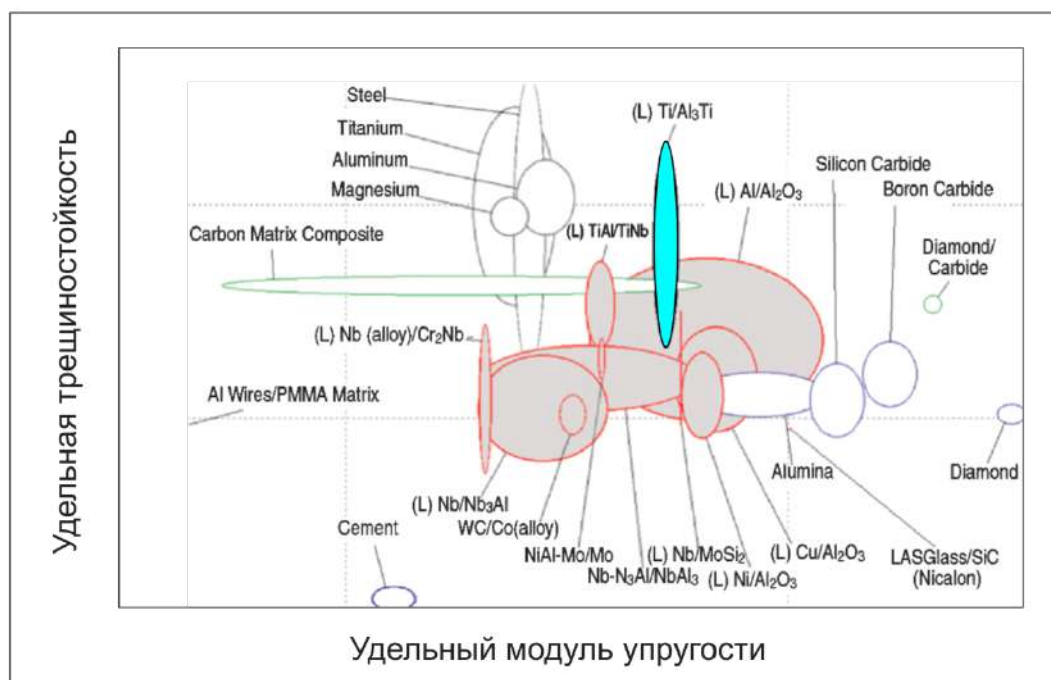 Удельная трещиностойкость
Steel
Titanium
Aluminum
Magnesium
Carbon Matrix Composite
(L) Ti/Al₃Ti
(L) Al/Al₂O₃
Silicon Carbide
Boron Carbide
(L) TiAl/TiNb
Diamond/
Carbide
(L) Nb (alloy)/Cr₂Nb
Al Wires/PMMA Matrix
(L) Nb/Nb₃Al
WC/Co(alloy)
Cement
NiAl-Mo/Mo
Nb-N₃Al/NbAl₃
(L) Nb/MoSi₂
(L) Ni/Al₂O₃
(L) Cu/Al₂O₃
Alumina
LASGlass/SiC
(Nicalon)
Diamond
Удельный модуль упругости